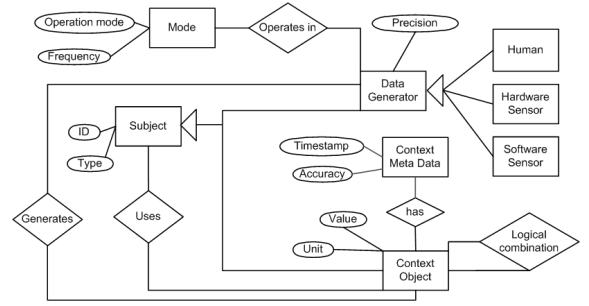 Operation mode
Mode
Operates in
Precision
Frequency
Human
Data
Generator
Hardware
Sensor
Subject
ID
Type
Timestamp
Accuracy
Context
Meta Data
Software
Sensor
Generates
Uses
has
Value
Unit
Logical
combination
Context
Object